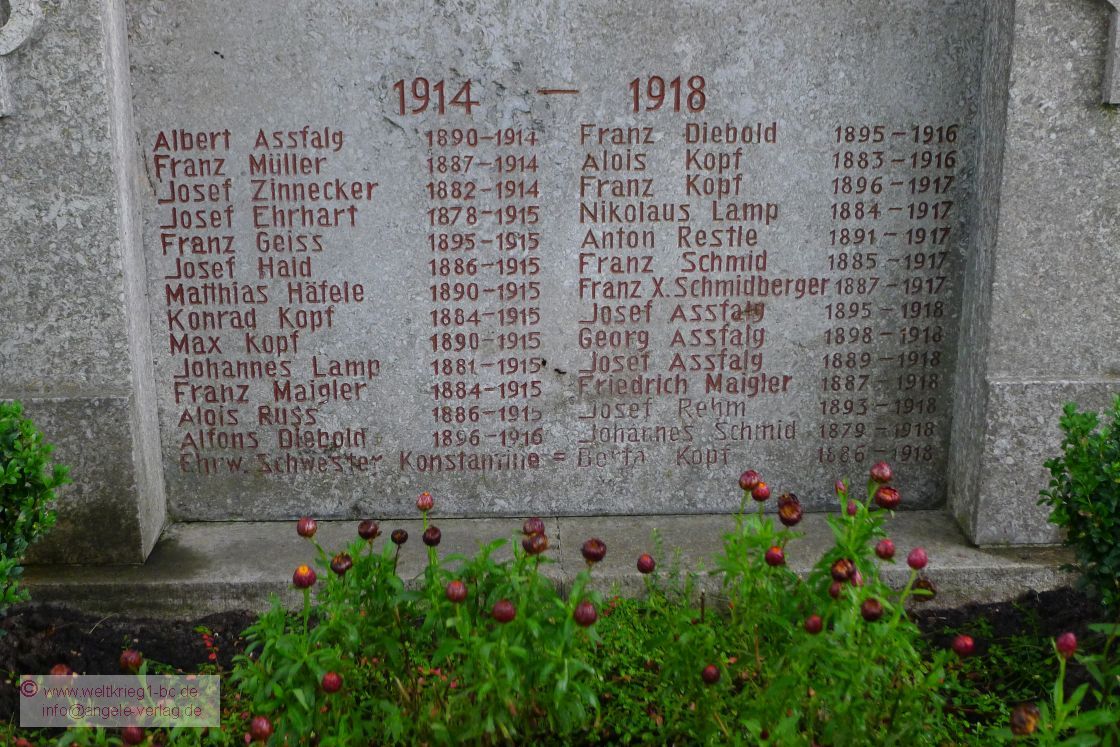 1914 – 1918
Albert Assfalg 1890-1914
Franz Müller 1887-1914
Josef Zinnecker 1882-1914
Josef Ehrhart 1878-1915
Franz Geiss 1895-1915
Josef Hald 1886-1915
Matthias Häfele 1890-1915
Konrad Kopf 1884-1915
Max Kopf 1890-1915
Johannes Lamp 1881-1915
Franz Maigler 1884-1915
Alois Russ 1886-1915
Alfons Diebold 1896-1916
Franz Diebold 1895-1916
Alois Kopf 1883-1916
Franz Kopf 1896-1917
Nikolaus Lamp 1884-1917
Anton Restle 1891-1917
Franz Schmid 1885-1917
Franz X. Schmidberger 1887-1917
Josef Assfalg 1895-1918
Georg Assfalg 1898-1918
Josef Assfalg 1889-1918
Friedrich Maigler 1887-1918
Josef Rehm 1893-1918
Johannes Schmid 1879-1918
Ehrw. Schwester Konstantine = Berta Kopf 1886-1918
© www.weltkrieg1-bc.de
info@angele-verlag.de